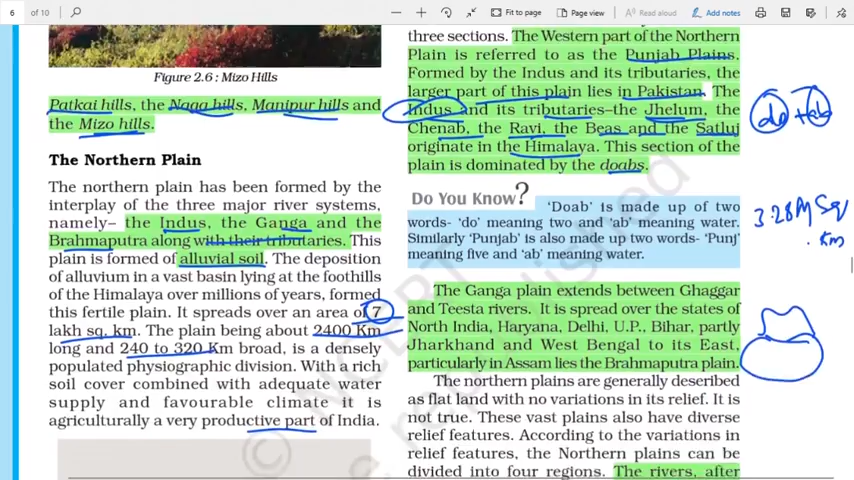 6 of 10 Fit to page Page view Read aloud Add notes
Figure 2.6: Mizo Hills
Patkai hills, the Naga hills, Manipur hills and
the Mizo hills.
The Northern Plain
The northern plain has been formed by the
interplay of the three major river systems,
namely– the Indus, the Ganga and the
Brahmaputra along with their tributaries. This
plain is formed of alluvial soil. The deposition
of alluvium in a vast basin lying at the foothills
of the Himalaya over millions of years, formed
this fertile plain. It spreads over an area of 7
lakh sq. km. The plain being about 2400 Km
long and 240 to 320 Km broad, is a densely
populated physiographic division. With a rich
soil cover combined with adequate water
supply and favourable climate it is
agriculturally a very productive part of India.
three sections. The Western part of the Northern
Plain is referred to as the Punjab Plains.
Formed by the Indus and its tributaries, the
larger part of this plain lies in Pakistan. The
Indus and its tributaries–the Jhelum, the
Chenab, the Ravi, the Beas and the Satluj
originate in the Himalaya. This section of the
plain is dominated by the doabs.
Do You Know?
'Doab' is made up of two
words- 'do' meaning two and 'ab' meaning water.
Similarly 'Punjab' is also made up two words- 'Punj'
meaning five and 'ab' meaning water.
The Ganga plain extends between Ghaggar
and Teesta rivers. It is spread over the states of
North India, Haryana, Delhi, U.P., Bihar, partly
Jharkhand and West Bengal to its East,
particularly in Assam lies the Brahmaputra plain.
The northern plains are generally described
as flat land with no variations in its relief. It is
not true. These vast plains also have diverse
relief features. According to the variations in
relief features, the Northern plains can be
divided into four regions. The rivers, after
do + ab
3.28 M Sq
. Km